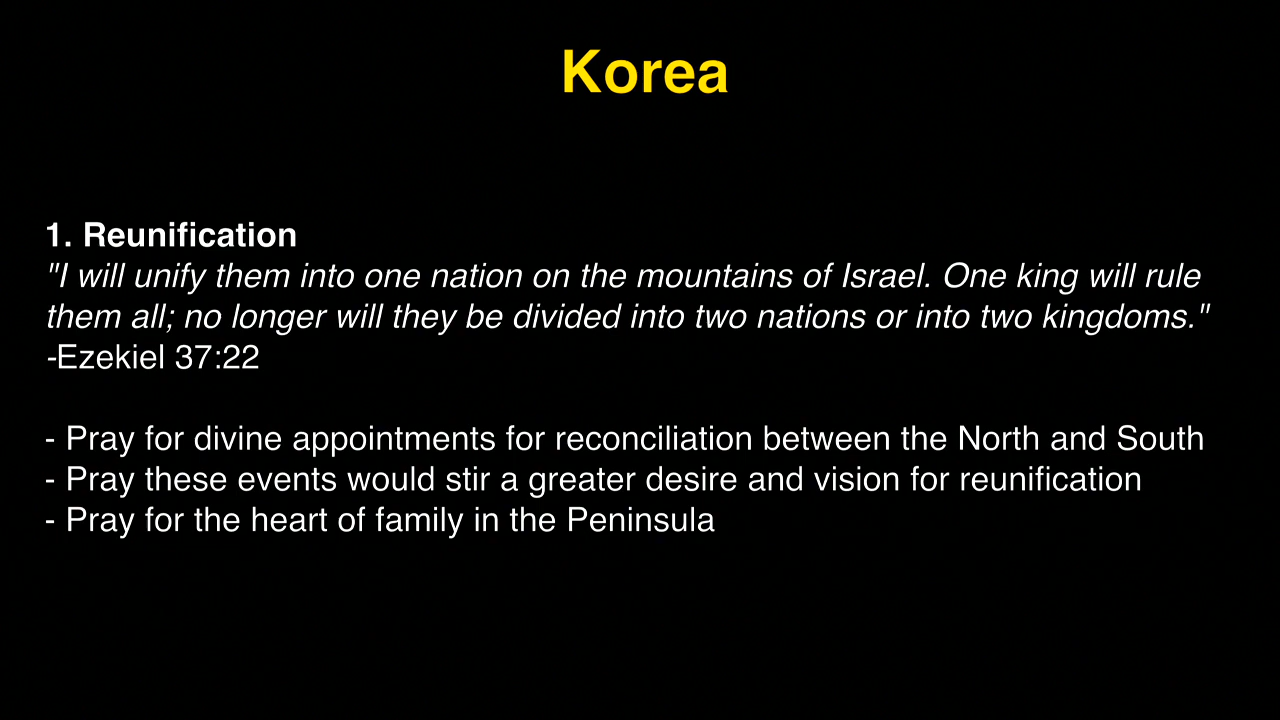 Korea
1. Reunification
"I will unify them into one nation on the mountains of Israel. One king will rule
them all; no longer will they be divided into two nations or into two kingdoms."
-Ezekiel 37:22
- Pray for divine appointments for reconciliation between the North and South
- Pray these events would stir a greater desire and vision for reunification
- Pray for the heart of family in the Peninsula